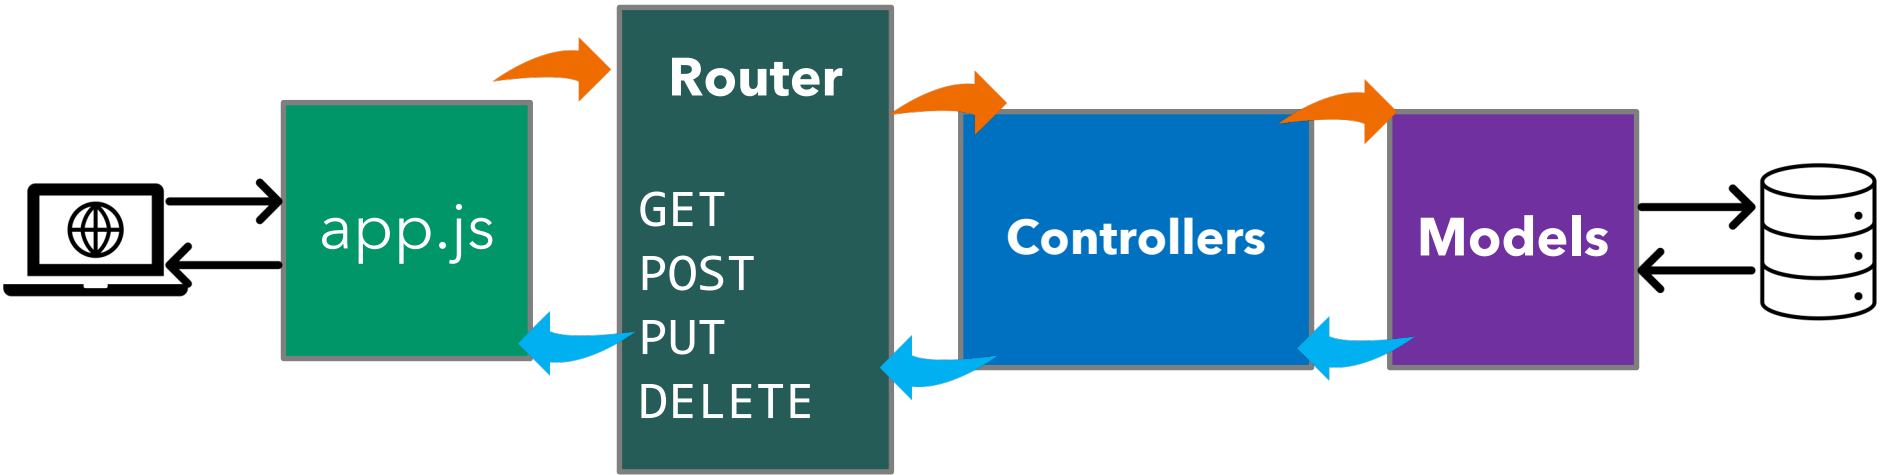 app.js
Router
GET
POST
PUT
DELETE
Controllers
Models